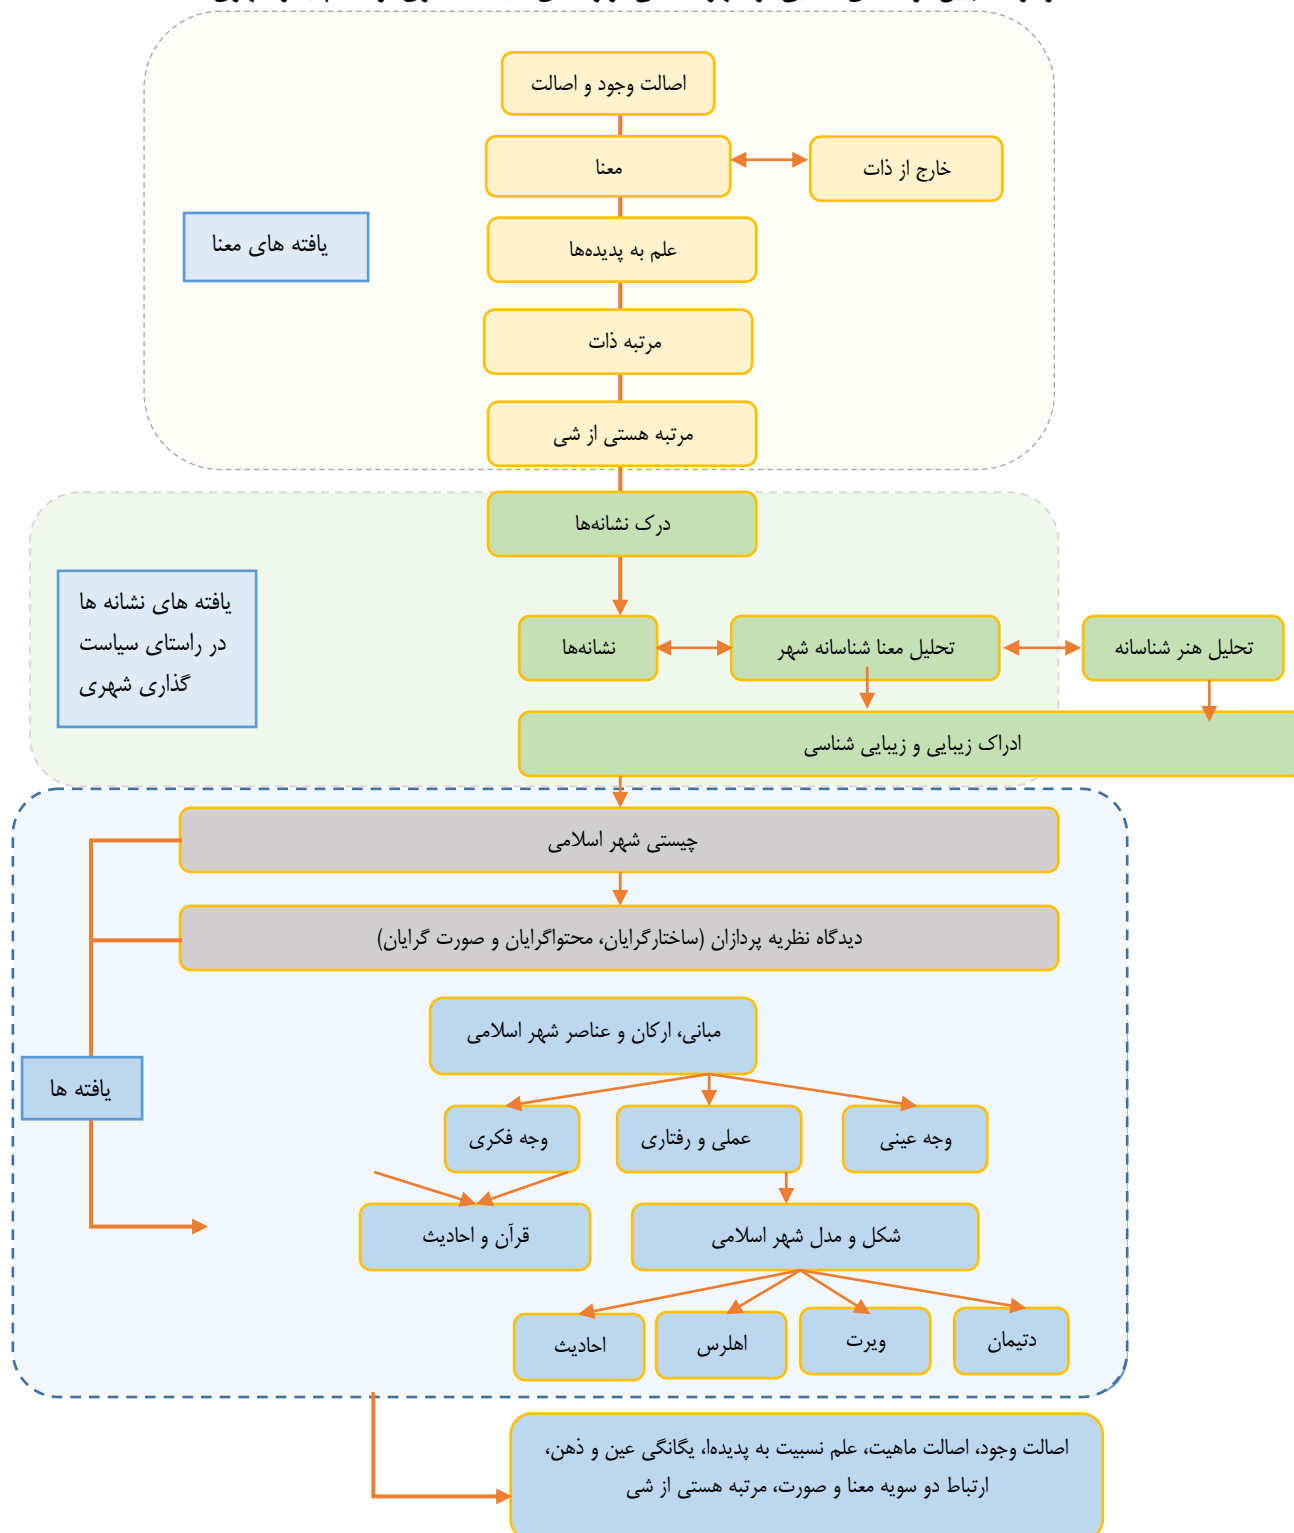 اصالت وجود و اصالت
معنا
خارج از ذات
علم به پدیده‌ها
یافته های معنا
مرتبه ذات
مرتبه هستی از شی
درک نشانه‌ها
یافته های نشانه ها
در راستای سیاست
گذاری شهری
نشانه‌ها
تحلیل معنا شناسانه شهر
تحلیل هنر شناسانه
ادراک زیبایی و زیبایی شناسی
چیستی شهر اسلامی
دیدگاه نظریه پردازان (ساختارگرایان، محتواگرایان و صورت گرایان)
مبانی، ارکان و عناصر شهر اسلامی
یافته ها
وجه عینی
عملی و رفتاری
وجه فکری
شکل و مدل شهر اسلامی
قرآن و احادیث
دتیمان
ویرت
اهلرس
احادیث
اصالت وجود، اصالت ماهیت، علم نسبیت به پدیده‌ا، یگانگی عین و ذهن،
ارتباط دو سویه معنا و صورت، مرتبه هستی از شی